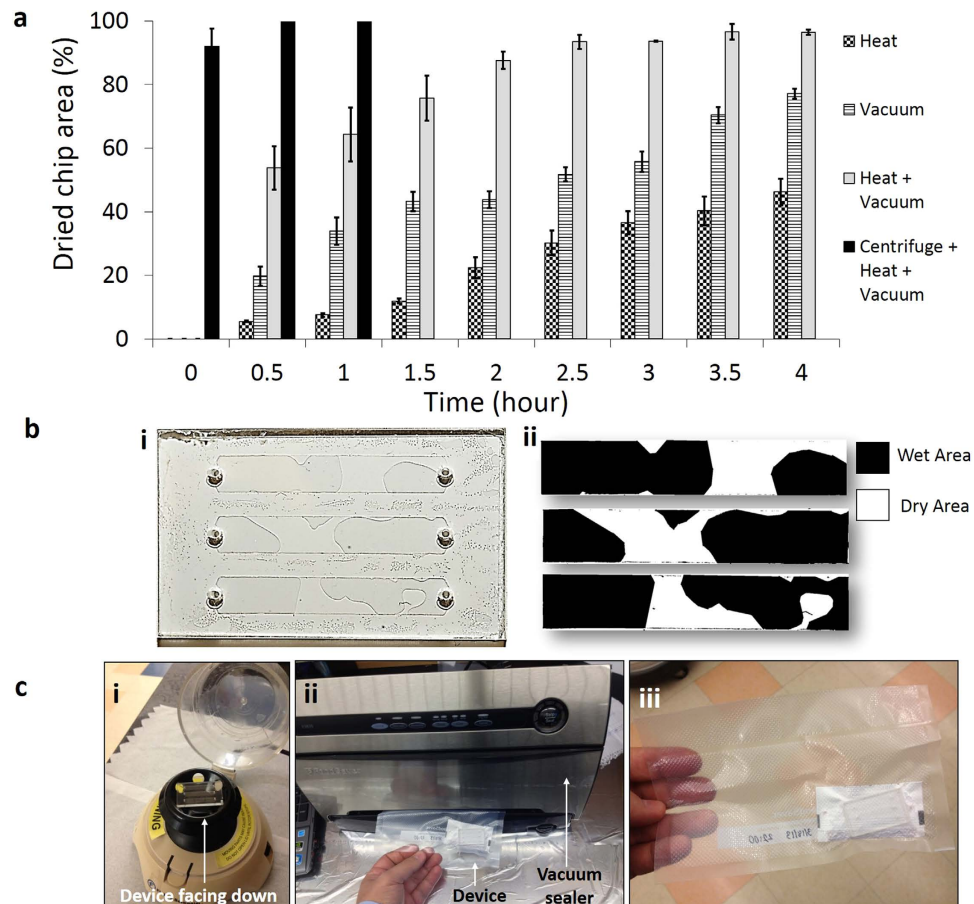 a
Dried chip area (%)
100
80
60
40
20
0
0 0.5 1 1.5 2 2.5 3 3.5 4
Time (hour)
Heat
Vacuum
Heat +
Vacuum
Centrifuge +
Heat +
Vacuum
b
i
ii
Wet Area
Dry Area
c
i
Device facing down
ii
Device
Vacuum
sealer
iii
22:00